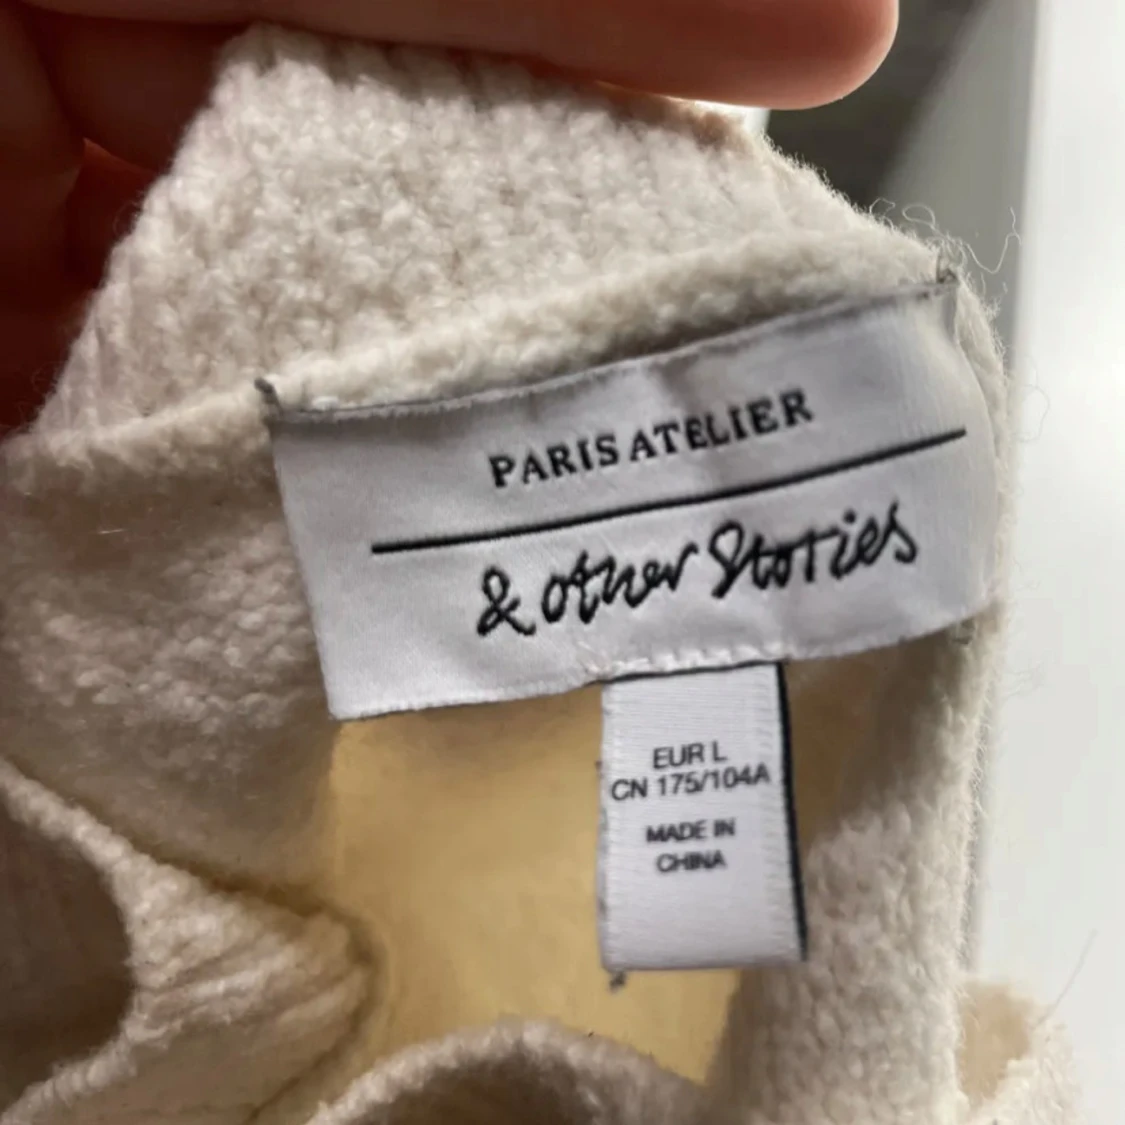 PARIS ATELIER
& other Stories
EUR L
CN 175/104A
MADE IN
CHINA